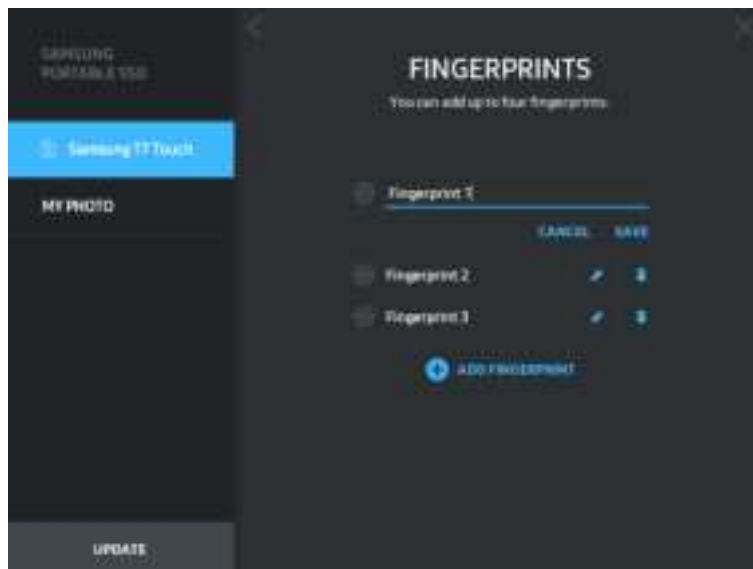 SAMSUNG
PORTABLE SSD
Samsung T7 Touch
MY PHOTO
UPDATE
FINGERPRINTS
You can add up to four fingerprints.
Fingerprint 1
CANCEL SAVE
Fingerprint 2
Fingerprint 3
ADD FINGERPRINT